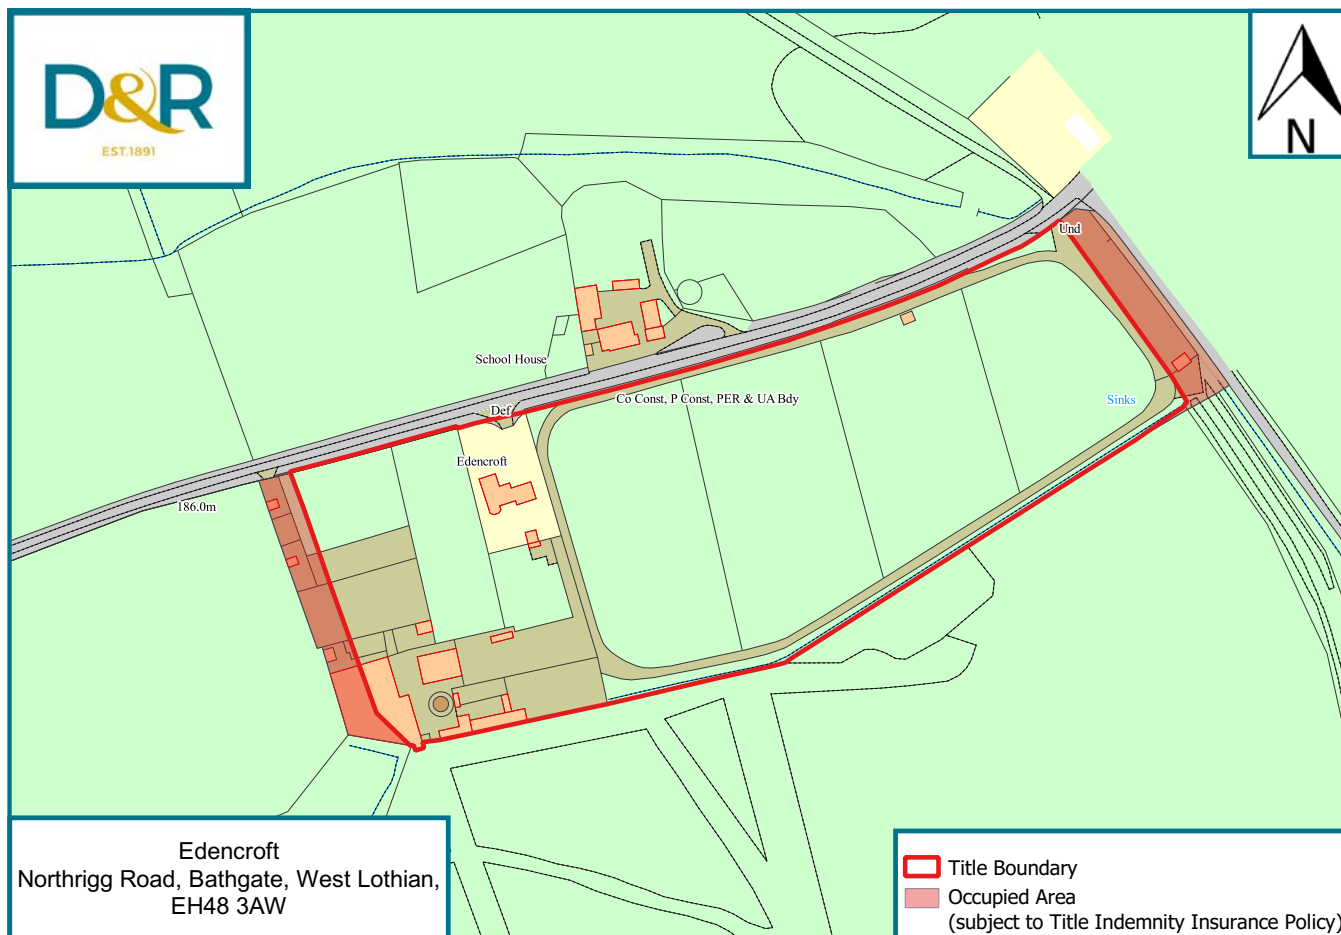 D&R
EST.1891
N
Und
School House
Co Const, P Const, PER & UA Bdy
Sinks
Def
Edencroft
186.0m
Edencroft
Northrigg Road, Bathgate, West Lothian,
EH48 3AW
Title Boundary
Occupied Area
(subject to Title Indemnity Insurance Policy)